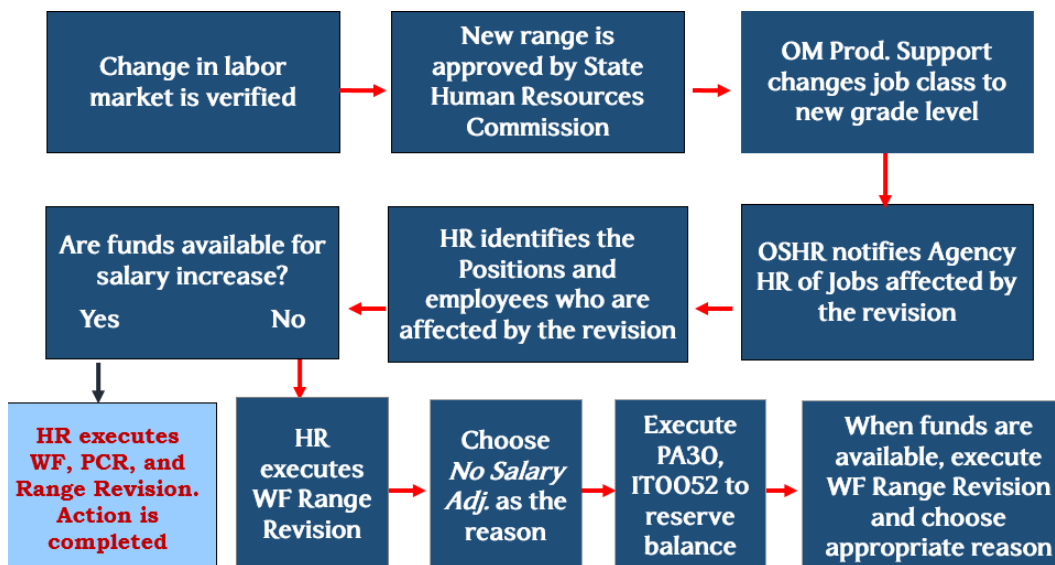 Change in labor
market is verified
New range is
approved by State
Human Resources
Commission
OM Prod. Support
changes job class to
new grade level
OSHR notifies Agency
HR of Jobs affected by
the revision
HR identifies the
Positions and
employees who are
affected by the revision
Are funds available for
salary increase?
Yes No
HR executes
WF, PCR, and
Range Revision.
Action is
completed
HR
executes
WF Range
Revision
Choose
No Salary
Adj. as the
reason
Execute
PA30,
IT0052 to
reserve
balance
When funds are
available, execute
WF Range Revision
and choose
appropriate reason